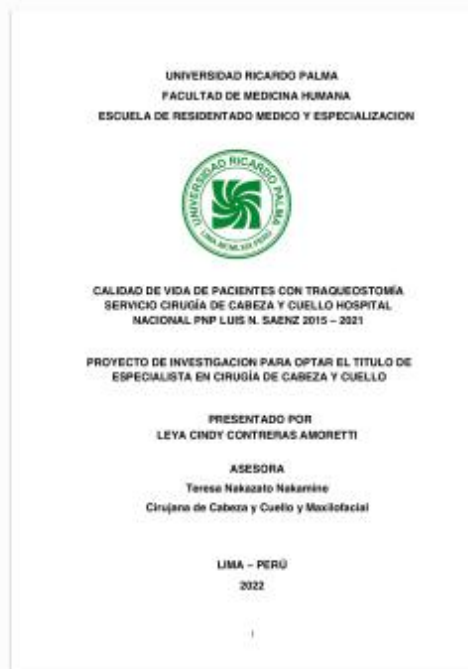 UNIVERSIDAD RICARDO PALMA
FACULTAD DE MEDICINA HUMANA
ESCUELA DE RESIDENTADO MEDICO Y ESPECIALIZACION
UNIVERSIDAD RICARDO PALMA
LIMA MCMLXIX PERÚ
CALIDAD DE VIDA DE PACIENTES CON TRAQUEOSTOMÍA
SERVICIO CIRUGÍA DE CABEZA Y CUELLO HOSPITAL
NACIONAL PNP LUIS N. SAENZ 2015 – 2021
PROYECTO DE INVESTIGACION PARA OPTAR EL TITULO DE
ESPECIALISTA EN CIRUGÍA DE CABEZA Y CUELLO
PRESENTADO POR
LEYA CINDY CONTRERAS AMORETTI
ASESORA
Teresa Nakazato Nakamine
Cirujana de Cabeza y Cuello y Maxilofacial
LIMA – PERÚ
2022